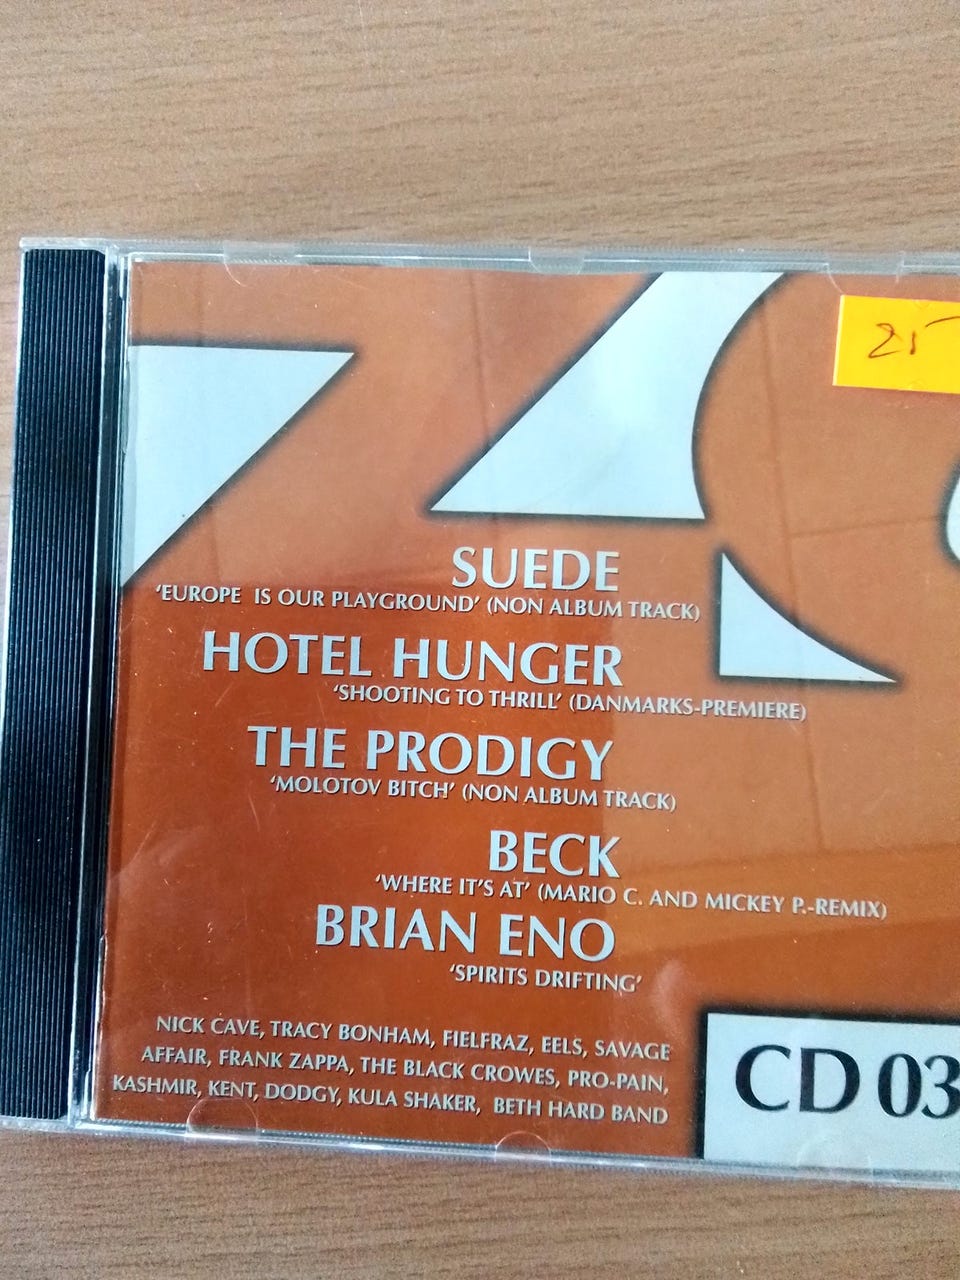 25
SUEDE
'EUROPE IS OUR PLAYGROUND' (NON ALBUM TRACK)
HOTEL HUNGER
'SHOOTING TO THRILL' (DANMARKS-PREMIERE)
THE PRODIGY
'MOLOTOV BITCH' (NON ALBUM TRACK)
BECK
'WHERE IT'S AT' (MARIO C. AND MICKEY P.-REMIX)
BRIAN ENO
'SPIRITS DRIFTING'
NICK CAVE, TRACY BONHAM, FIELFRAZ, EELS, SAVAGE
AFFAIR, FRANK ZAPPA, THE BLACK CROWES, PRO-PAIN,
KASHMIR, KENT, DODGY, KULA SHAKER, BETH HARD BAND
CD 03